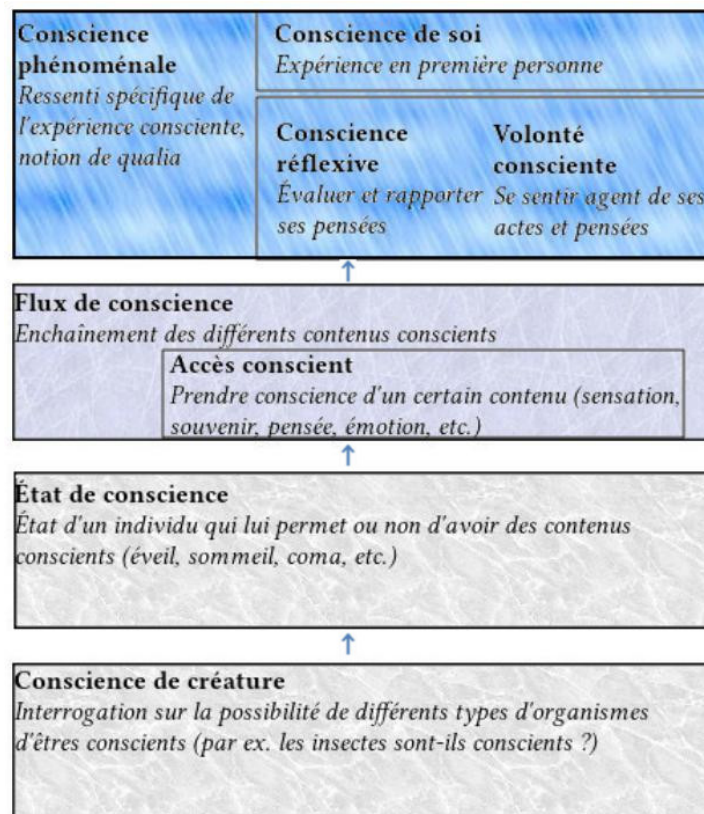 Conscience
phénoménale
Ressenti spécifique de
l'expérience consciente,
notion de qualia
Conscience de soi
Expérience en première personne
Conscience
réflexive
Évaluer et rapporter
ses pensées
Volonté
consciente
Se sentir agent de ses
actes et pensées
↑
Flux de conscience
Enchaînement des différents contenus conscients
Accès conscient
Prendre conscience d'un certain contenu (sensation,
souvenir, pensée, émotion, etc.)
↑
État de conscience
État d'un individu qui lui permet ou non d'avoir des contenus
conscients (éveil, sommeil, coma, etc.)
↑
Conscience de créature
Interrogation sur la possibilité de différents types d'organismes
d'êtres conscients (par ex. les insectes sont-ils conscients ?)